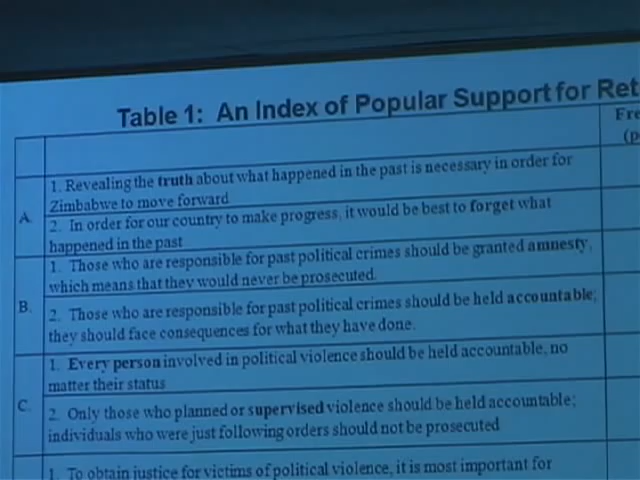 Table 1: An Index of Popular Support for Ret
Fre
(p
A.
1. Revealing the truth about what happened in the past is necessary in order for
Zimbabwe to move forward
2. In order for our country to make progress, it would be best to forget what
happened in the past
B.
1. Those who are responsible for past political crimes should be granted amnesty,
which means that they would never be prosecuted.
2. Those who are responsible for past political crimes should be held accountable;
they should face consequences for what they have done.
C.
1. Every person involved in political violence should be held accountable, no
matter their status
2. Only those who planned or supervised violence should be held accountable;
individuals who were just following orders should not be prosecuted
1. To obtain justice for victims of political violence, it is most important for